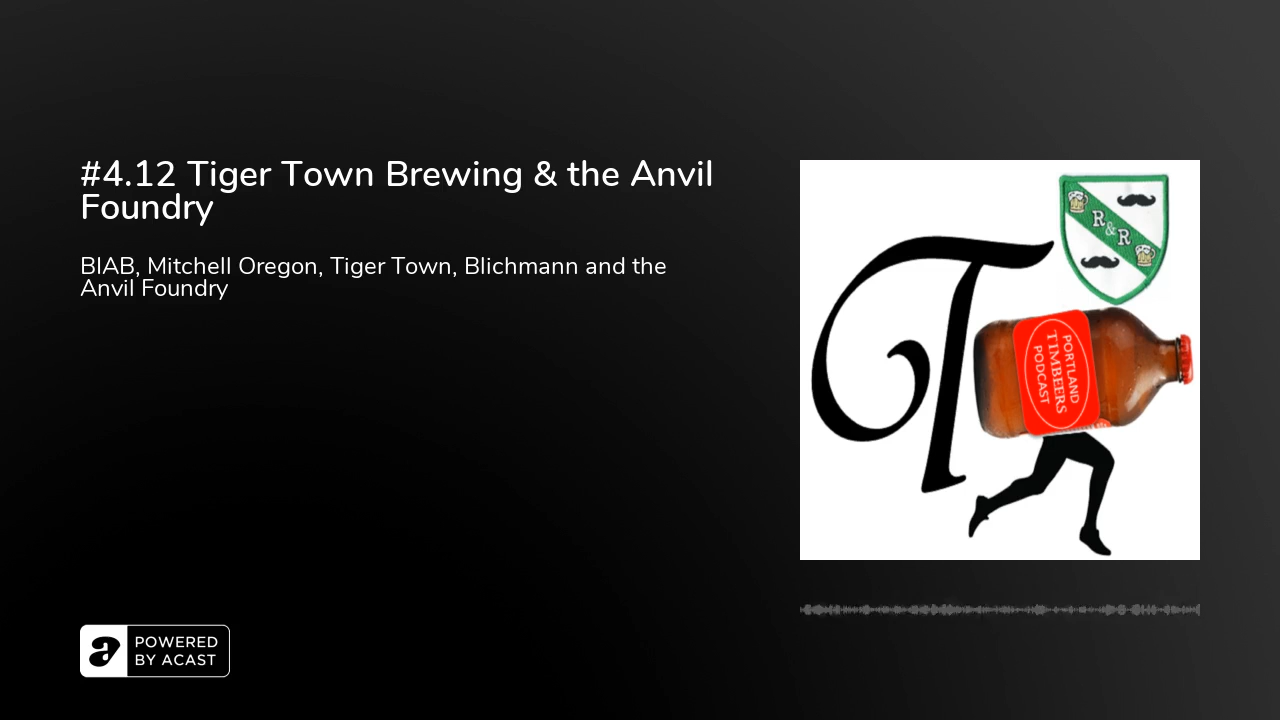 #4.12 Tiger Town Brewing & the Anvil
Foundry
BIAB, Mitchell Oregon, Tiger Town, Blichmann and the
Anvil Foundry
R&R
T
PORTLAND
TIMBEERS
PODCAST
a
POWERED
BY ACAST